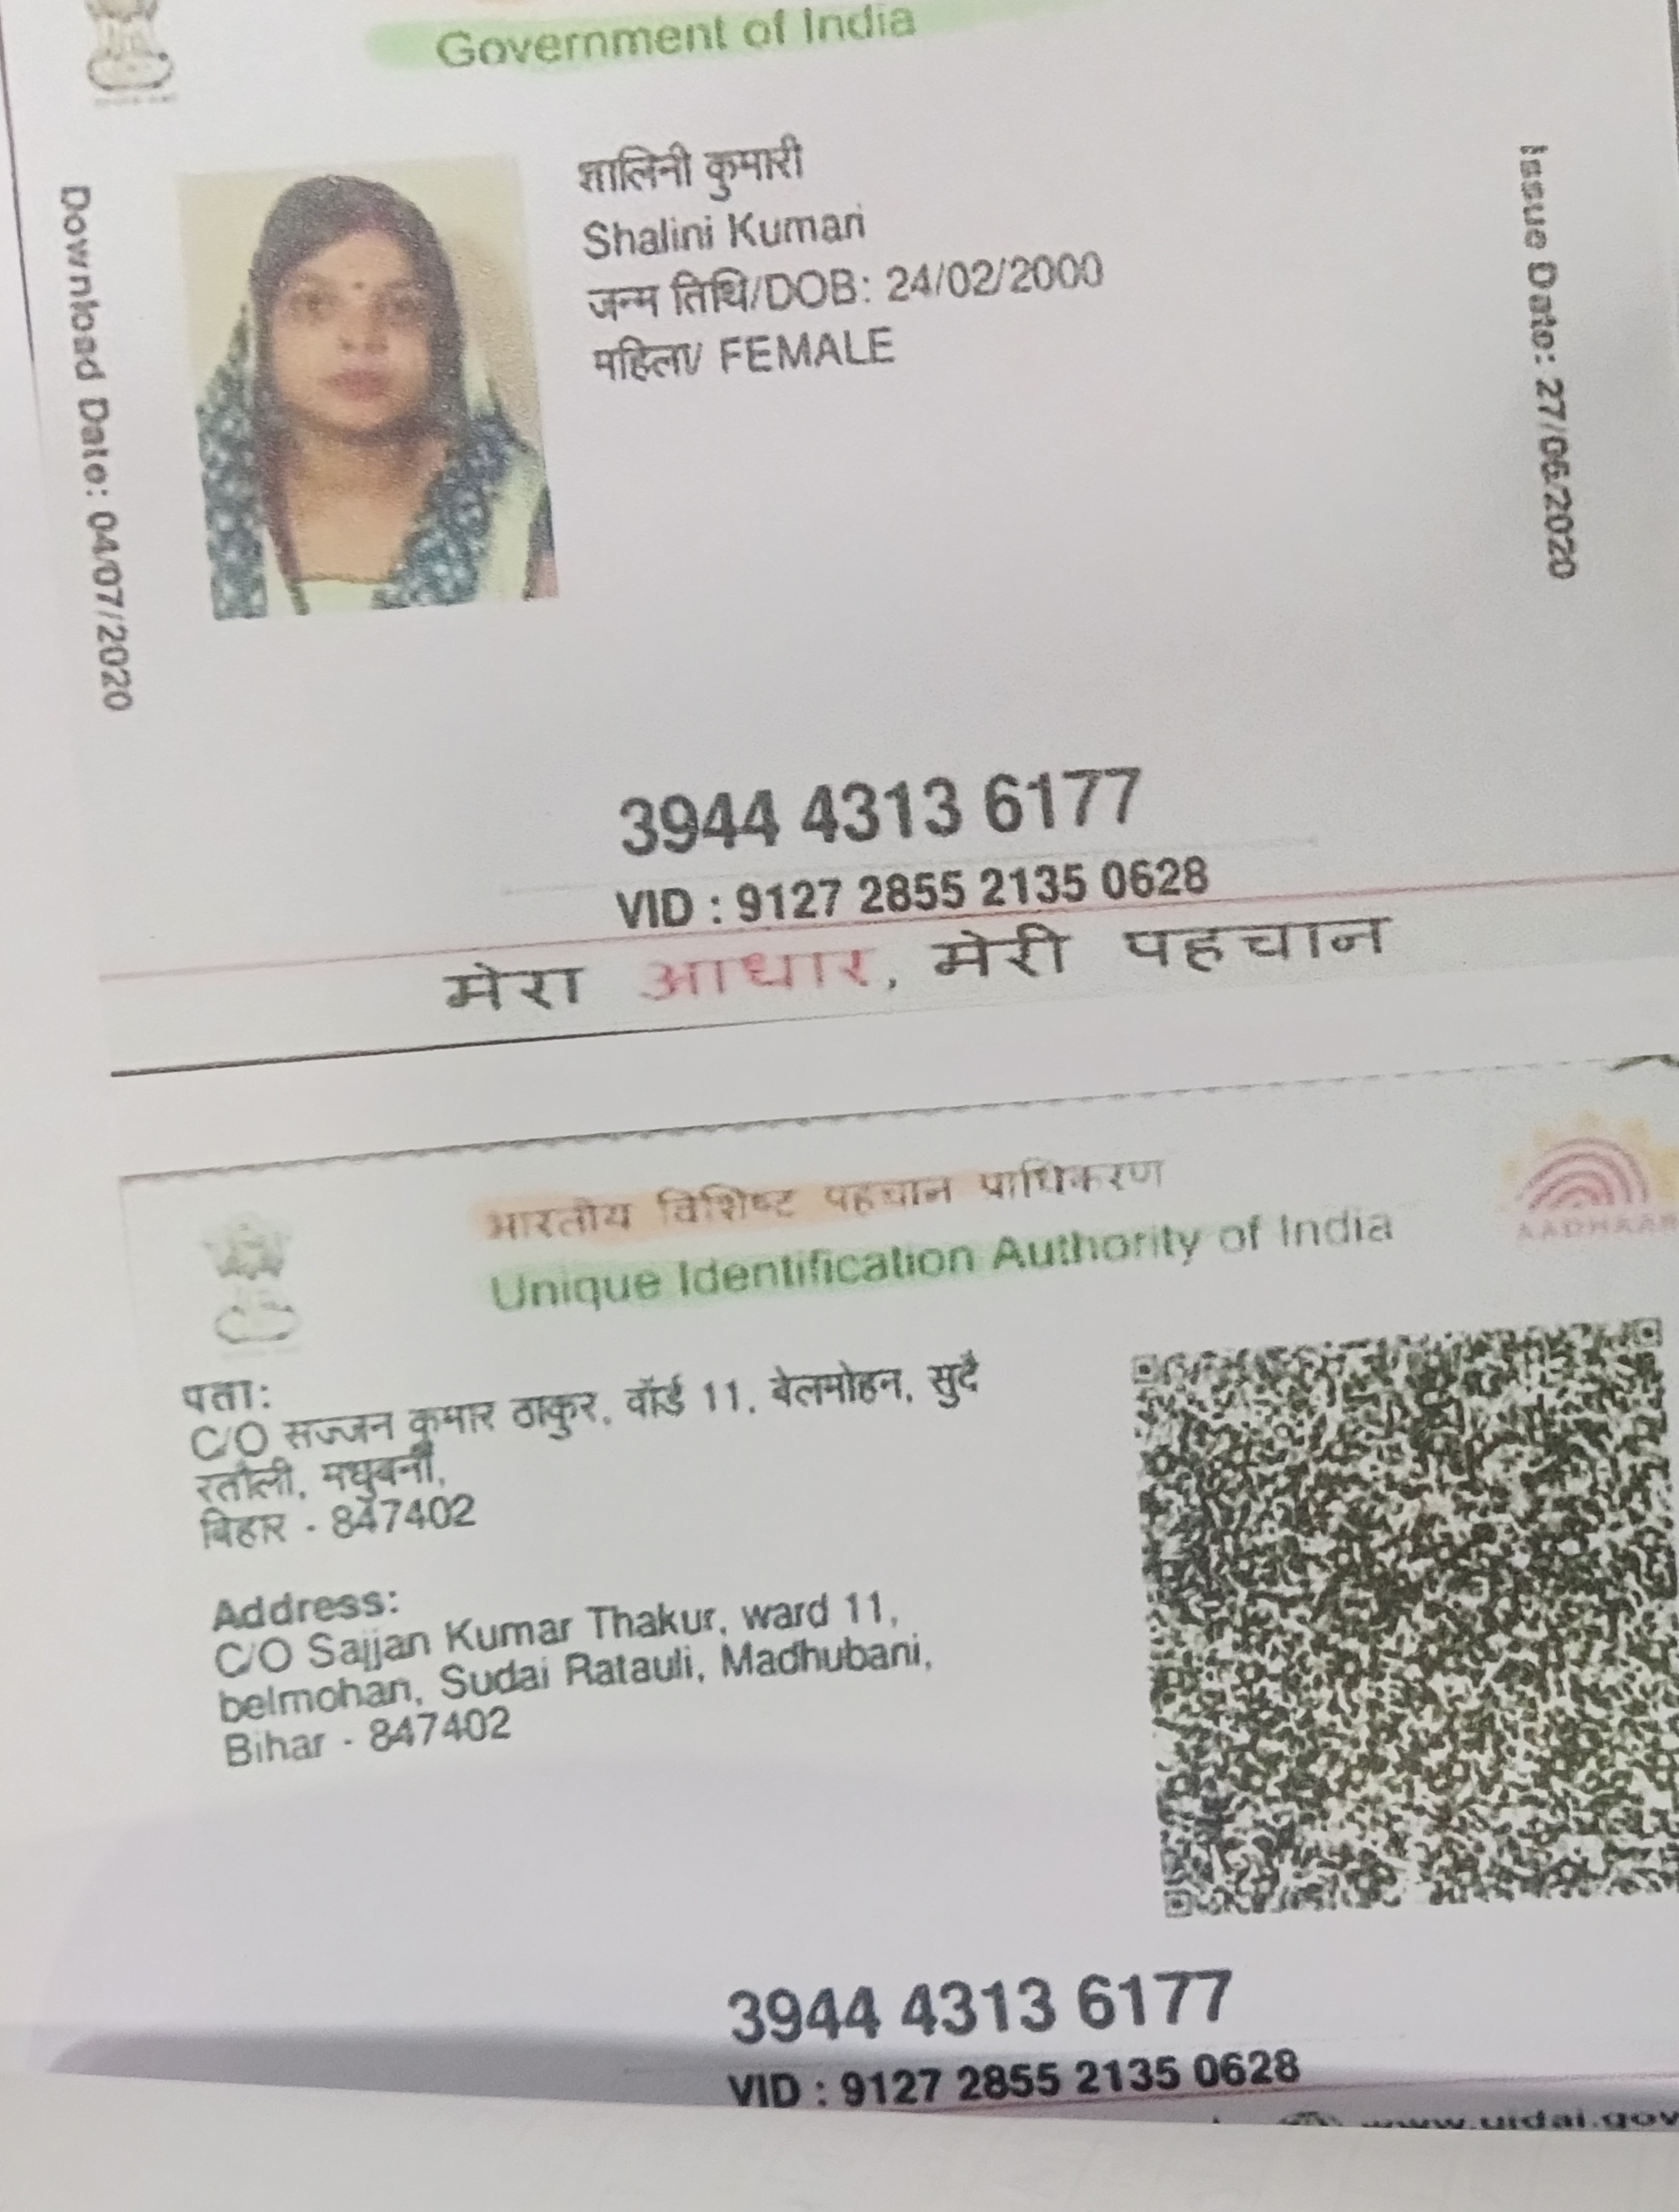 Government of India
शालिनी कुमारी
Shalini Kumari
जन्म तिथि/DOB: 24/02/2000
महिला/ FEMALE
Download Date: 04/07/2020
Issue Date: 27/06/2020
3944 4313 6177
VID : 9127 2855 2135 0628
मेरा आधार, मेरी पहचान
भारतीय विशिष्ट पहचान प्राधिकरण
Unique Identification Authority of India
AADHAAR
पता:
C/O सज्जन कुमार ठाकुर, वॉर्ड 11, बेलमोहन, सुदै
रतौली, मधुबनी,
बिहार - 847402
Address:
C/O Sajjan Kumar Thakur, ward 11,
belmohan, Sudai Ratauli, Madhubani,
Bihar - 847402
3944 4313 6177
VID : 9127 2855 2135 0628
www.uidai.gov